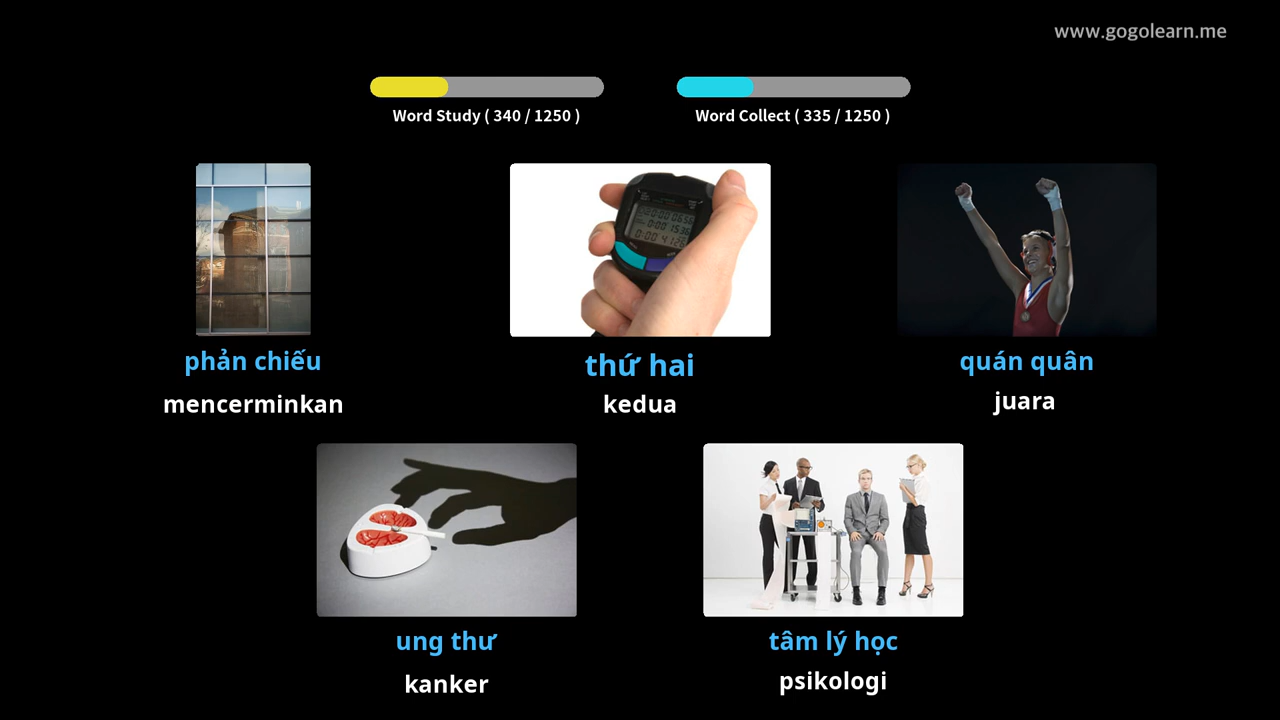 www.gogolearn.me
Word Study ( 340 / 1250 )
Word Collect ( 335 / 1250 )
phản chiếu
thứ hai
quán quân
mencerminkan
kedua
juara
ung thư
tâm lý học
kanker
psikologi